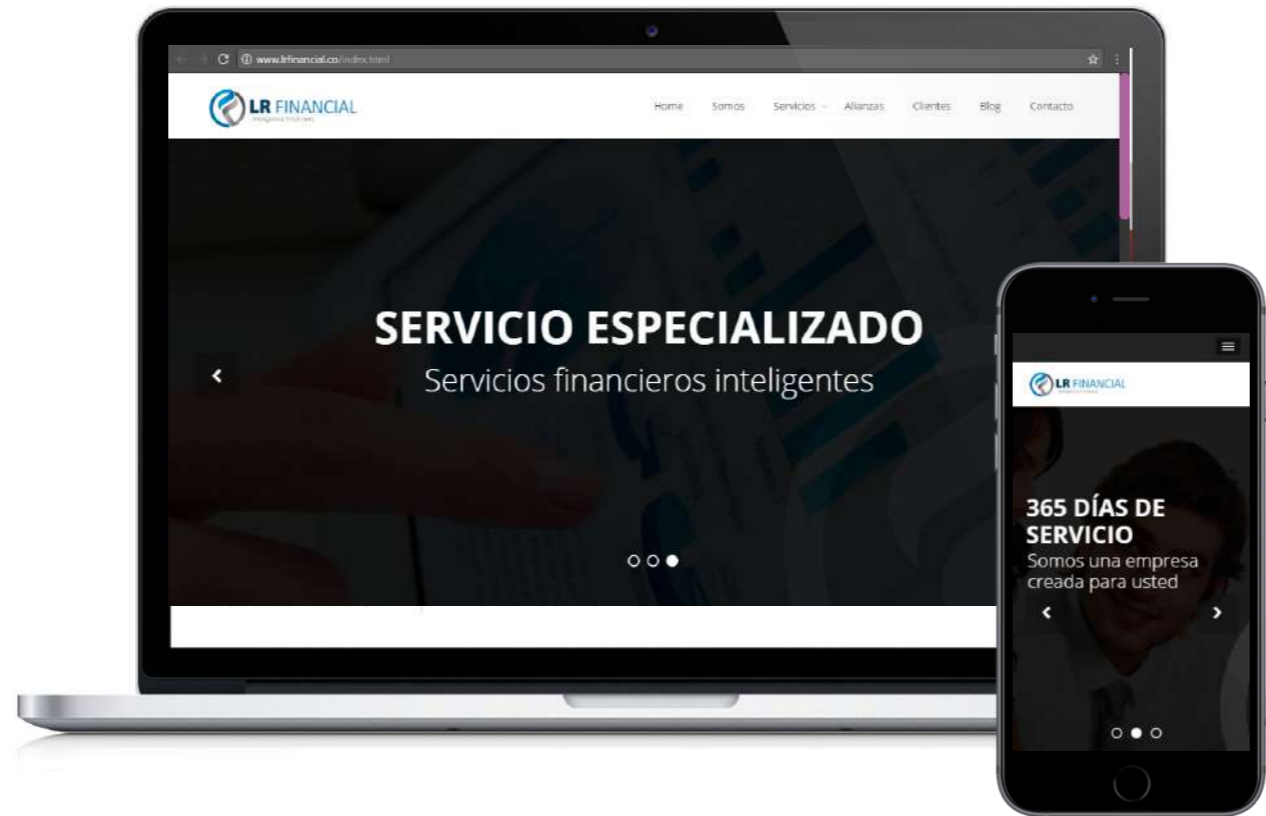 www.lrfinancial.co/index.html
LR FINANCIAL
Home Somos Servicios Alianzas Clientes Blog Contacto
SERVICIO ESPECIALIZADO
Servicios financieros inteligentes
LR FINANCIAL
365 DÍAS DE
SERVICIO
Somos una empresa
creada para usted